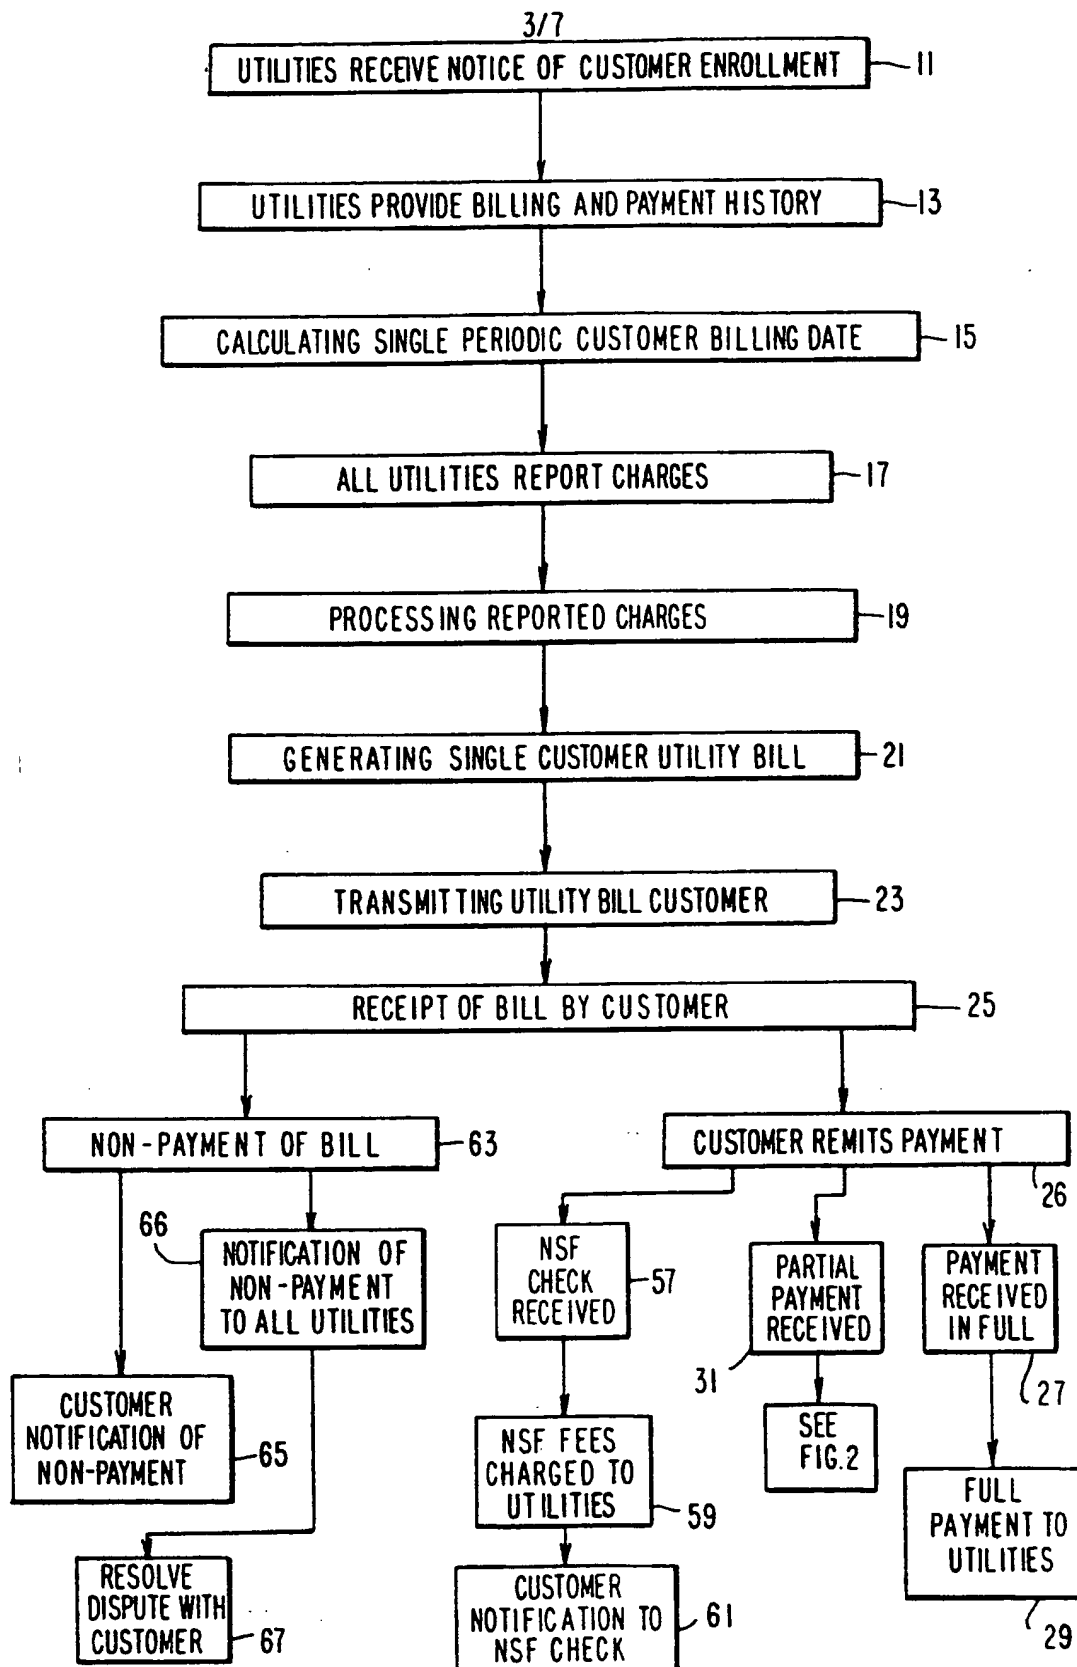 3/7
UTILITIES RECEIVE NOTICE OF CUSTOMER ENROLLMENT
11
UTILITIES PROVIDE BILLING AND PAYMENT HISTORY
13
CALCULATING SINGLE PERIODIC CUSTOMER BILLING DATE
15
ALL UTILITIES REPORT CHARGES
17
PROCESSING REPORTED CHARGES
19
GENERATING SINGLE CUSTOMER UTILITY BILL
21
TRANSMITTING UTILITY BILL CUSTOMER
23
RECEIPT OF BILL BY CUSTOMER
25
NON-PAYMENT OF BILL
63
CUSTOMER REMITS PAYMENT
26
66
NOTIFICATION OF
NON-PAYMENT
TO ALL UTILITIES
NSF
CHECK
RECEIVED
57
PARTIAL
PAYMENT
RECEIVED
31
PAYMENT
RECEIVED
IN FULL
27
CUSTOMER
NOTIFICATION OF
NON-PAYMENT
65
NSF FEES
CHARGED TO
UTILITIES
59
SEE
FIG.2
FULL
PAYMENT TO
UTILITIES
29
RESOLVE
DISPUTE WITH
CUSTOMER
67
CUSTOMER
NOTIFICATION TO
NSF CHECK
61